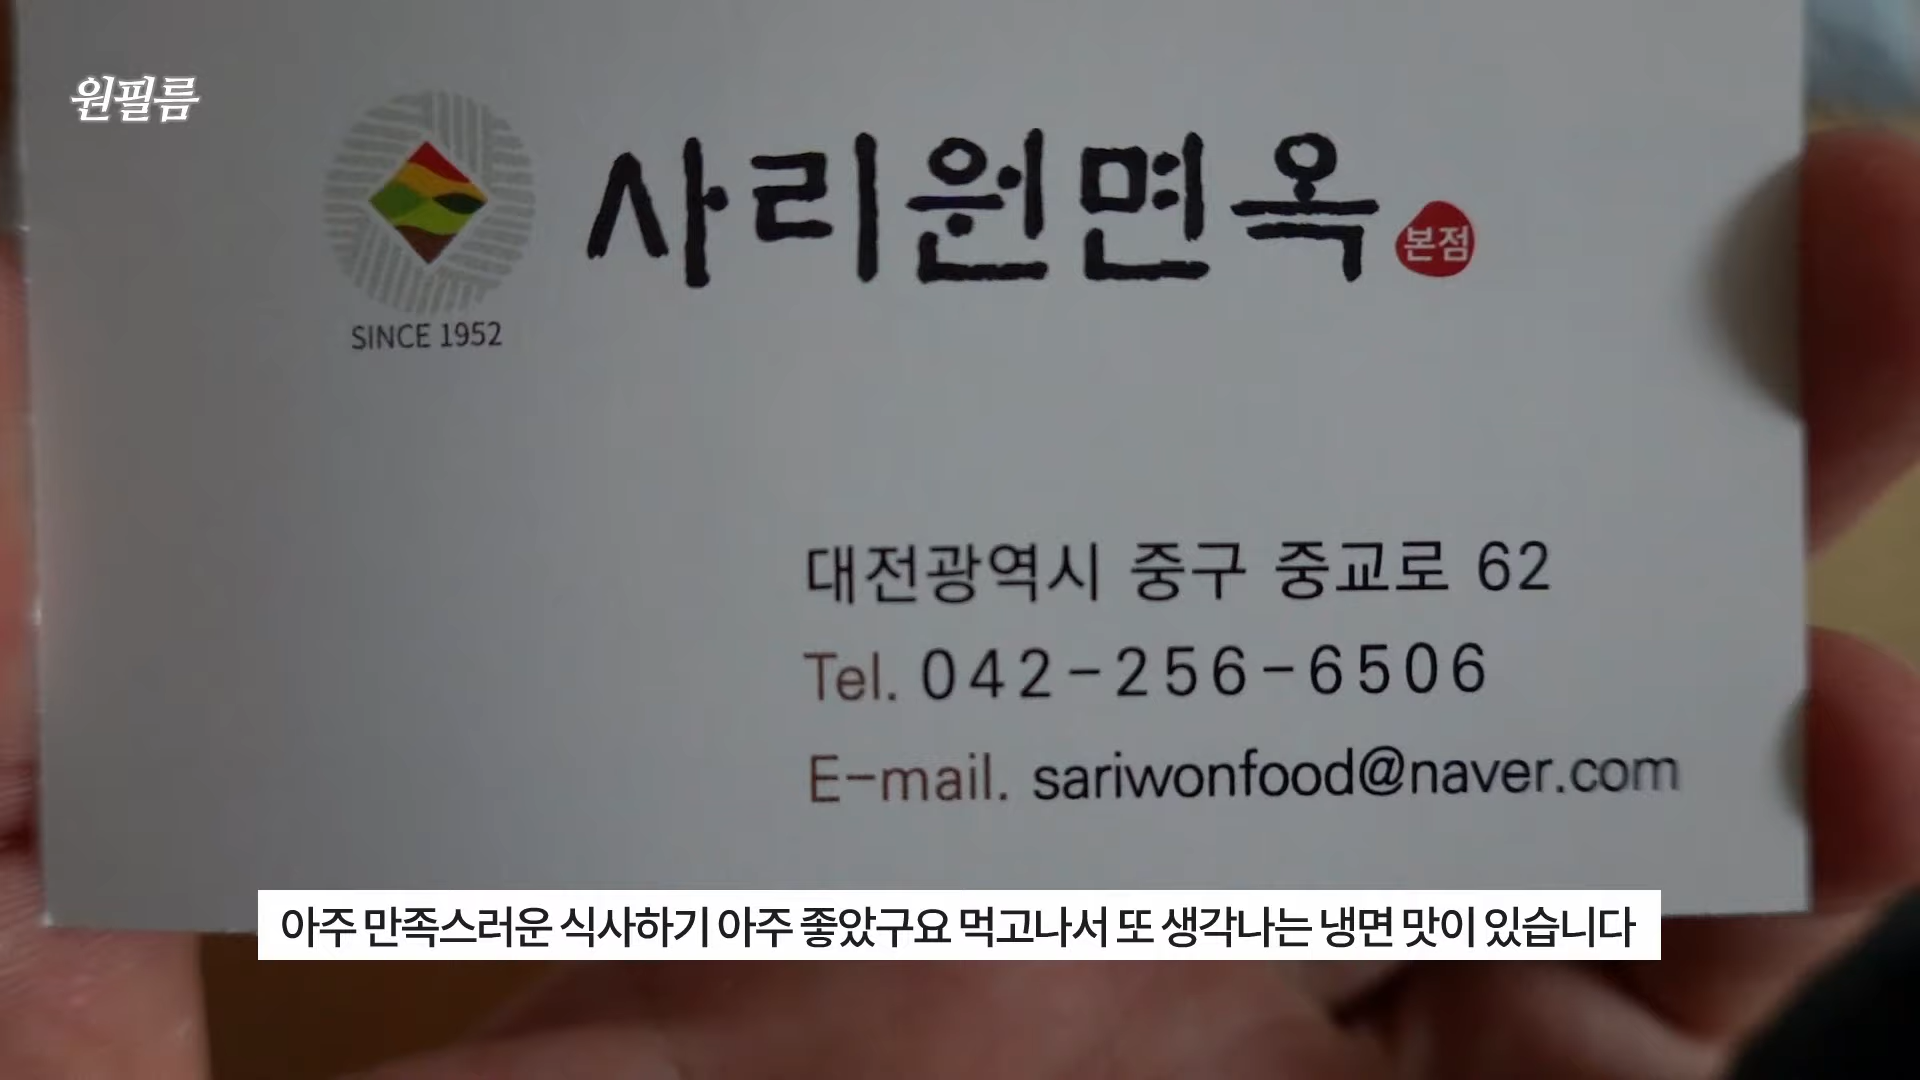 원필름
사리원면옥 본점
SINCE 1952
대전광역시 중구 중교로 62
Tel. 042-256-6506
E-mail. sariwonfood@naver.com
아주 만족스러운 식사하기 아주 좋았구요 먹고나서 또 생각나는 냉면 맛이 있습니다